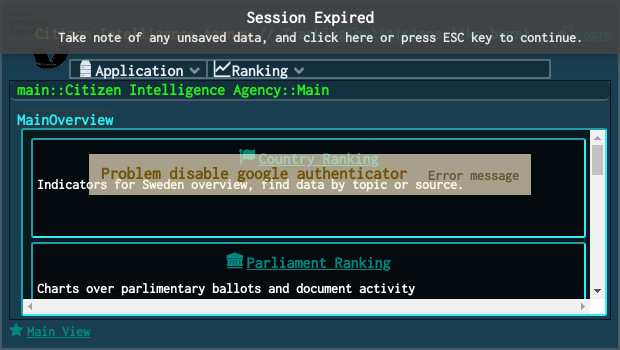 Session Expired
Take note of any unsaved data, and click here or press ESC key to continue.
Login
Application
Ranking
main::Citizen Intelligence Agency::Main
MainOverview
Country Ranking
Problem disable google authenticator Error message
Indicators for Sweden overview, find data by topic or source.
Parliament Ranking
Charts over parlimentary ballots and document activity
Main View